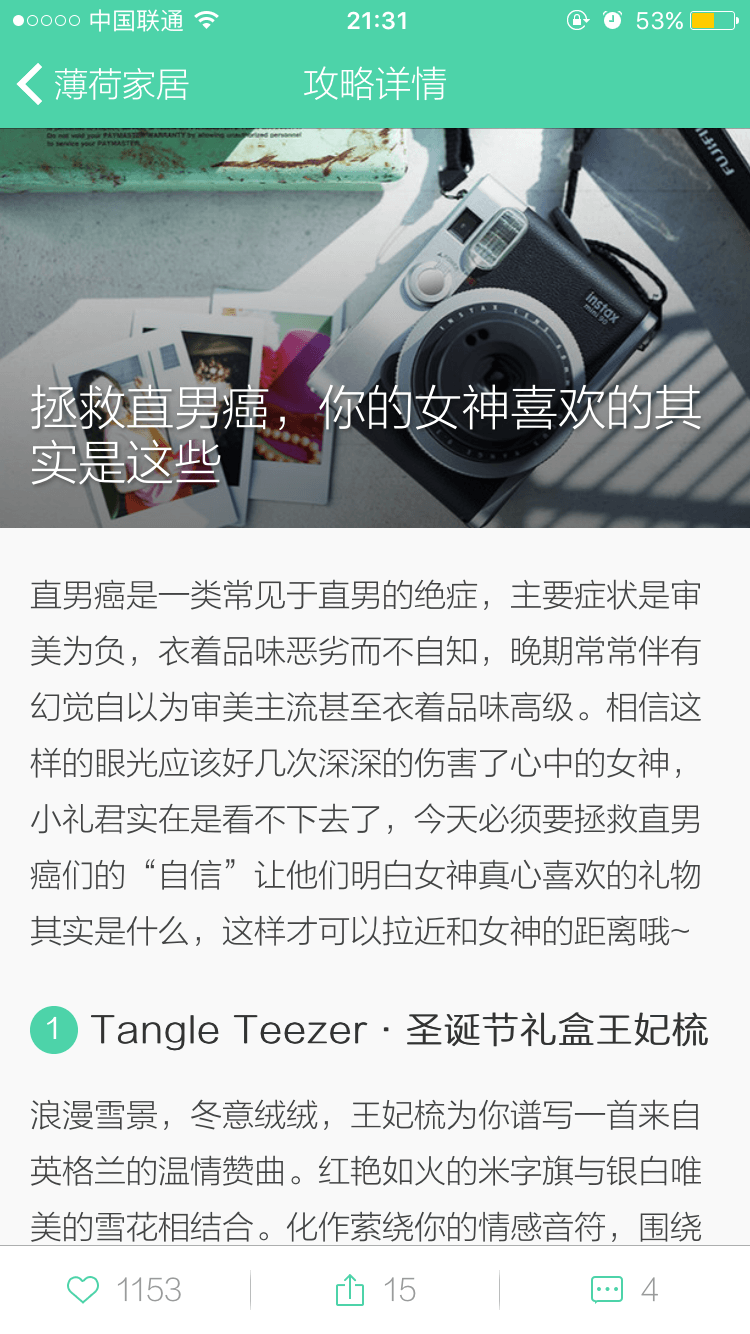 中国联通
21:31
53%
薄荷家居
攻略详情
Do not void your PAYMASTER WARRANTY by allowing unauthorized personnel
to service your PAYMASTER.
FUJIFI
instax
mini 90
INSTAX LENS
拯救直男癌，你的女神喜欢的其
实是这些
直男癌是一类常见于直男的绝症，主要症状是审
美为负，衣着品味恶劣而不自知，晚期常常伴有
幻觉自以为审美主流甚至衣着品味高级。相信这
样的眼光应该好几次深深的伤害了心中的女神，
小礼君实在是看不下去了，今天必须要拯救直男
癌们的“自信”让他们明白女神真心喜欢的礼物
其实是什么，这样才可以拉近和女神的距离哦~
1 Tangle Teezer · 圣诞节礼盒王妃梳
浪漫雪景，冬意绒绒，王妃梳为你谱写一首来自
英格兰的温情赞曲。红艳如火的米字旗与银白唯
美的雪花相结合。化作萦绕你的情感音符，围绕
1153
15
4